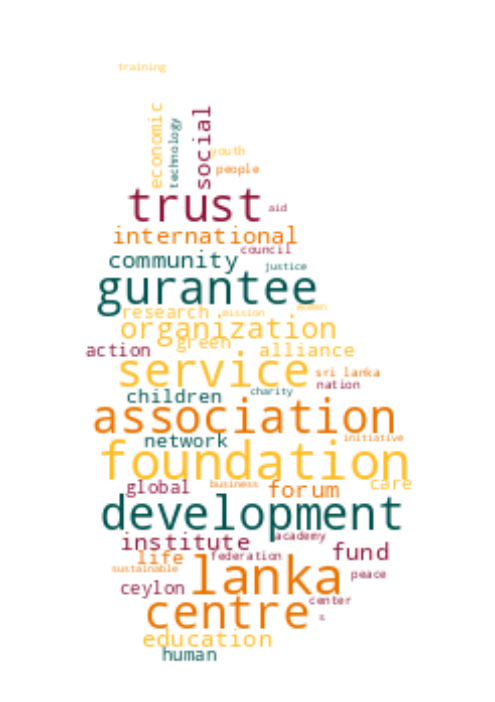 training
economic
technology
social
youth
people
trust
aid
international
council
community
justice
gurantee
research
mission
women
organization
green
action
alliance
service
sri lanka
nation
children
charity
association
network
initiative
foundation
global
business
forum
care
development
institute
academy
fund
life
federation
sustainable
lanka
peace
ceylon
centre
center
s
education
human